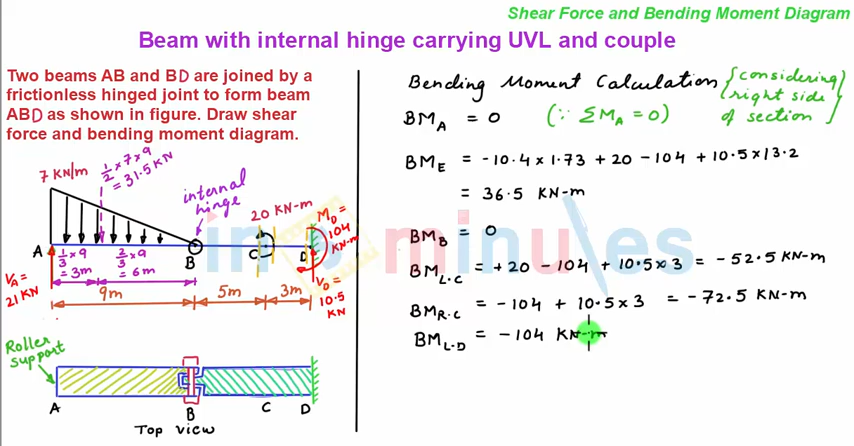 Shear Force and Bending Moment Diagram
Beam with internal hinge carrying UVL and couple
Two beams AB and BD are joined by a
frictionless hinged joint to form beam
ABD as shown in figure. Draw shear
force and bending moment diagram.
7 KN/m
1/2 × 7 × 9
= 31.5 KN
internal
hinge
20 KN-m
M_D =
104
KN-m
A
B
C
D
1/3 × 9
= 3m
2/3 × 9
= 6m
V_A =
21 KN
V_D =
10.5
KN
9m
5m
3m
Roller
support
A
B
C
D
Top view
Bending Moment Calculation {considering
right side
of section}
BM_A = 0 (∵ ΣM_A = 0)
BM_E = -10.4 × 1.73 + 20 - 104 + 10.5 × 13.2
= 36.5 KN-m
BM_B = 0
BM_L.C = +20 - 104 + 10.5 × 3 = -52.5 KN-m
BM_R.C = -104 + 10.5 × 3 = -72.5 KN-m
BM_L-D = -104 KN-m
in minutes